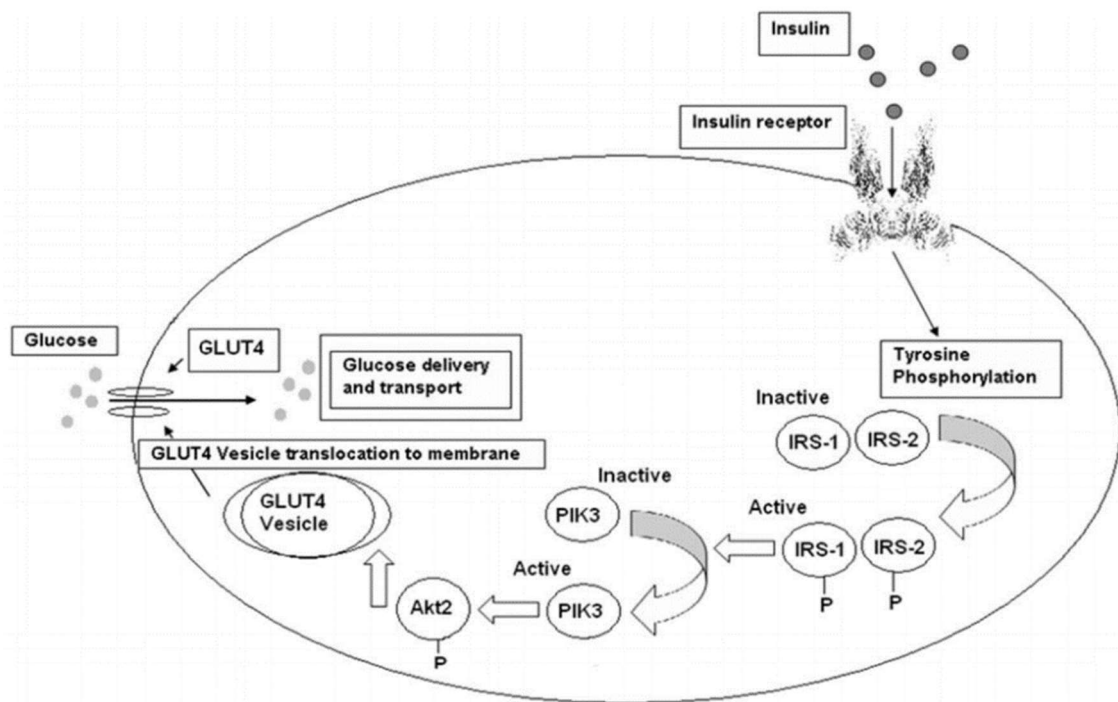 Insulin
Insulin receptor
Glucose
GLUT4
Glucose delivery
and transport
Tyrosine
Phosphorylation
Inactive
IRS-1
IRS-2
GLUT4 Vesicle translocation to membrane
Inactive
GLUT4
Vesicle
PIK3
Active
IRS-1
IRS-2
Active
Akt2
PIK3
P
P
P